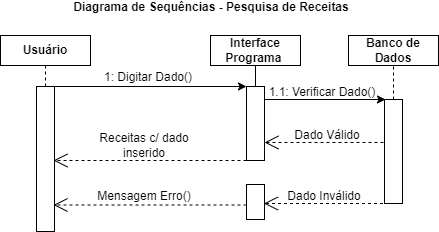 Diagrama de Sequências - Pesquisa de Receitas
Usuário
Interface
Programa
Banco de
Dados
1: Digitar Dado()
1.1: Verificar Dado()
Receitas c/ dado
inserido
Dado Válido
Mensagem Erro()
Dado Inválido